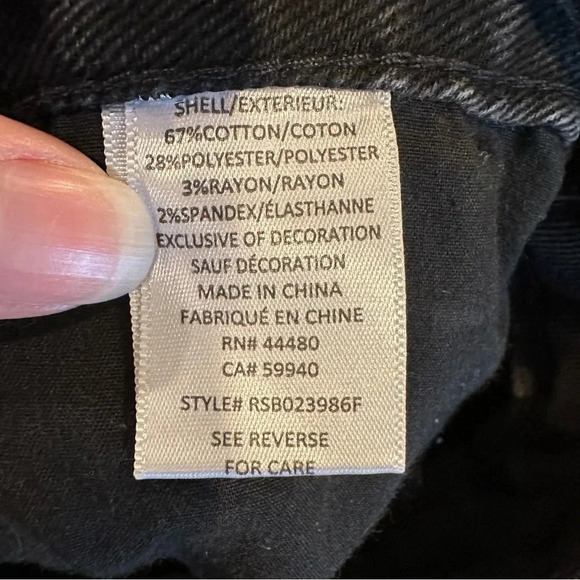 SHELL/EXTERIEUR:
67%COTTON/COTON
28%POLYESTER/POLYESTER
3%RAYON/RAYON
2%SPANDEX/ÉLASTHANNE
EXCLUSIVE OF DECORATION
SAUF DÉCORATION
MADE IN CHINA
FABRIQUÉ EN CHINE
RN# 44480
CA# 59940
STYLE# RSB023986F
SEE REVERSE
FOR CARE